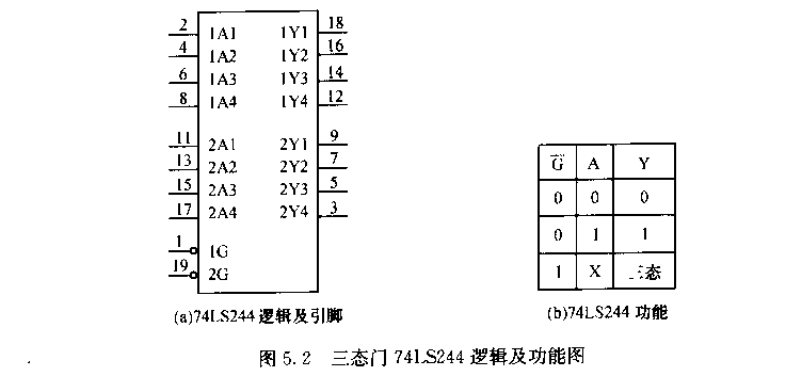 2 1A1 1Y1 18
4 1A2 1Y2 16
6 1A3 1Y3 14
8 1A4 1Y4 12
11 2A1 2Y1 9
13 2A2 2Y2 7
15 2A3 2Y3 5
17 2A4 2Y4 3
1 1G
19 2G
(a)74LS244 逻辑及引脚
G̅ A Y
0 0 0
0 1 1
1 X 三态
(b)74LS244 功能
图 5.2 三态门 74LS244 逻辑及功能图